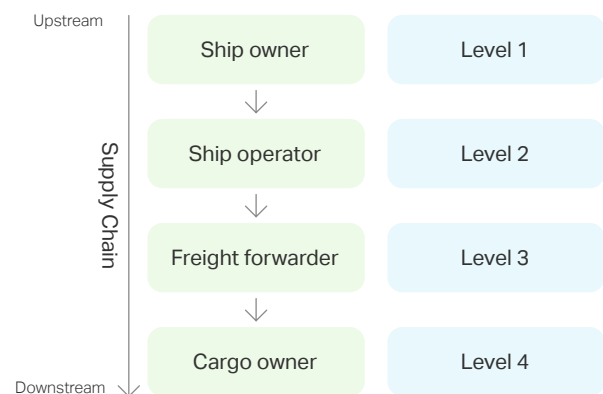 Upstream
Ship owner
Level 1
Ship operator
Level 2
Supply Chain
Freight forwarder
Level 3
Cargo owner
Level 4
Downstream